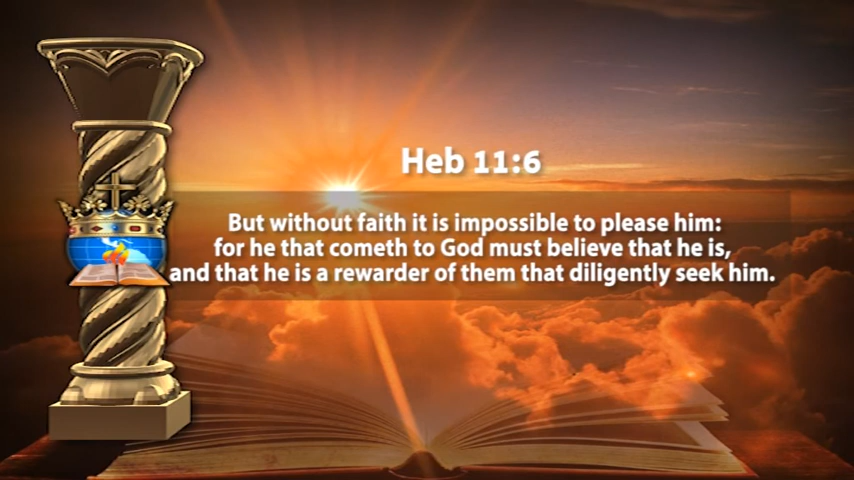 Heb 11:6
But without faith it is impossible to please him:
for he that cometh to God must believe that he is,
and that he is a rewarder of them that diligently seek him.